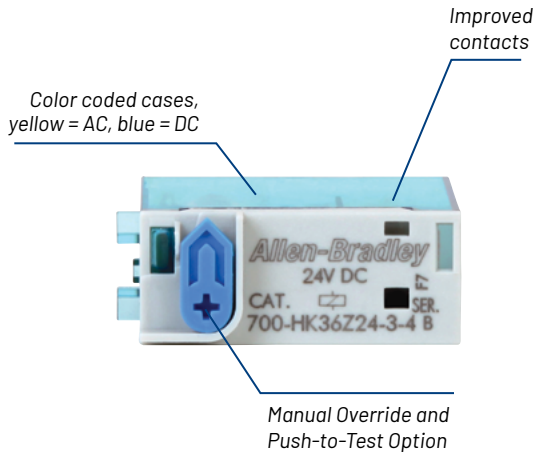 Improved
contacts
Color coded cases,
yellow = AC, blue = DC
Allen-Bradley
24V DC
CAT.
SER.
F7
700-HK36Z24-3-4 B
Manual Override and
Push-to-Test Option